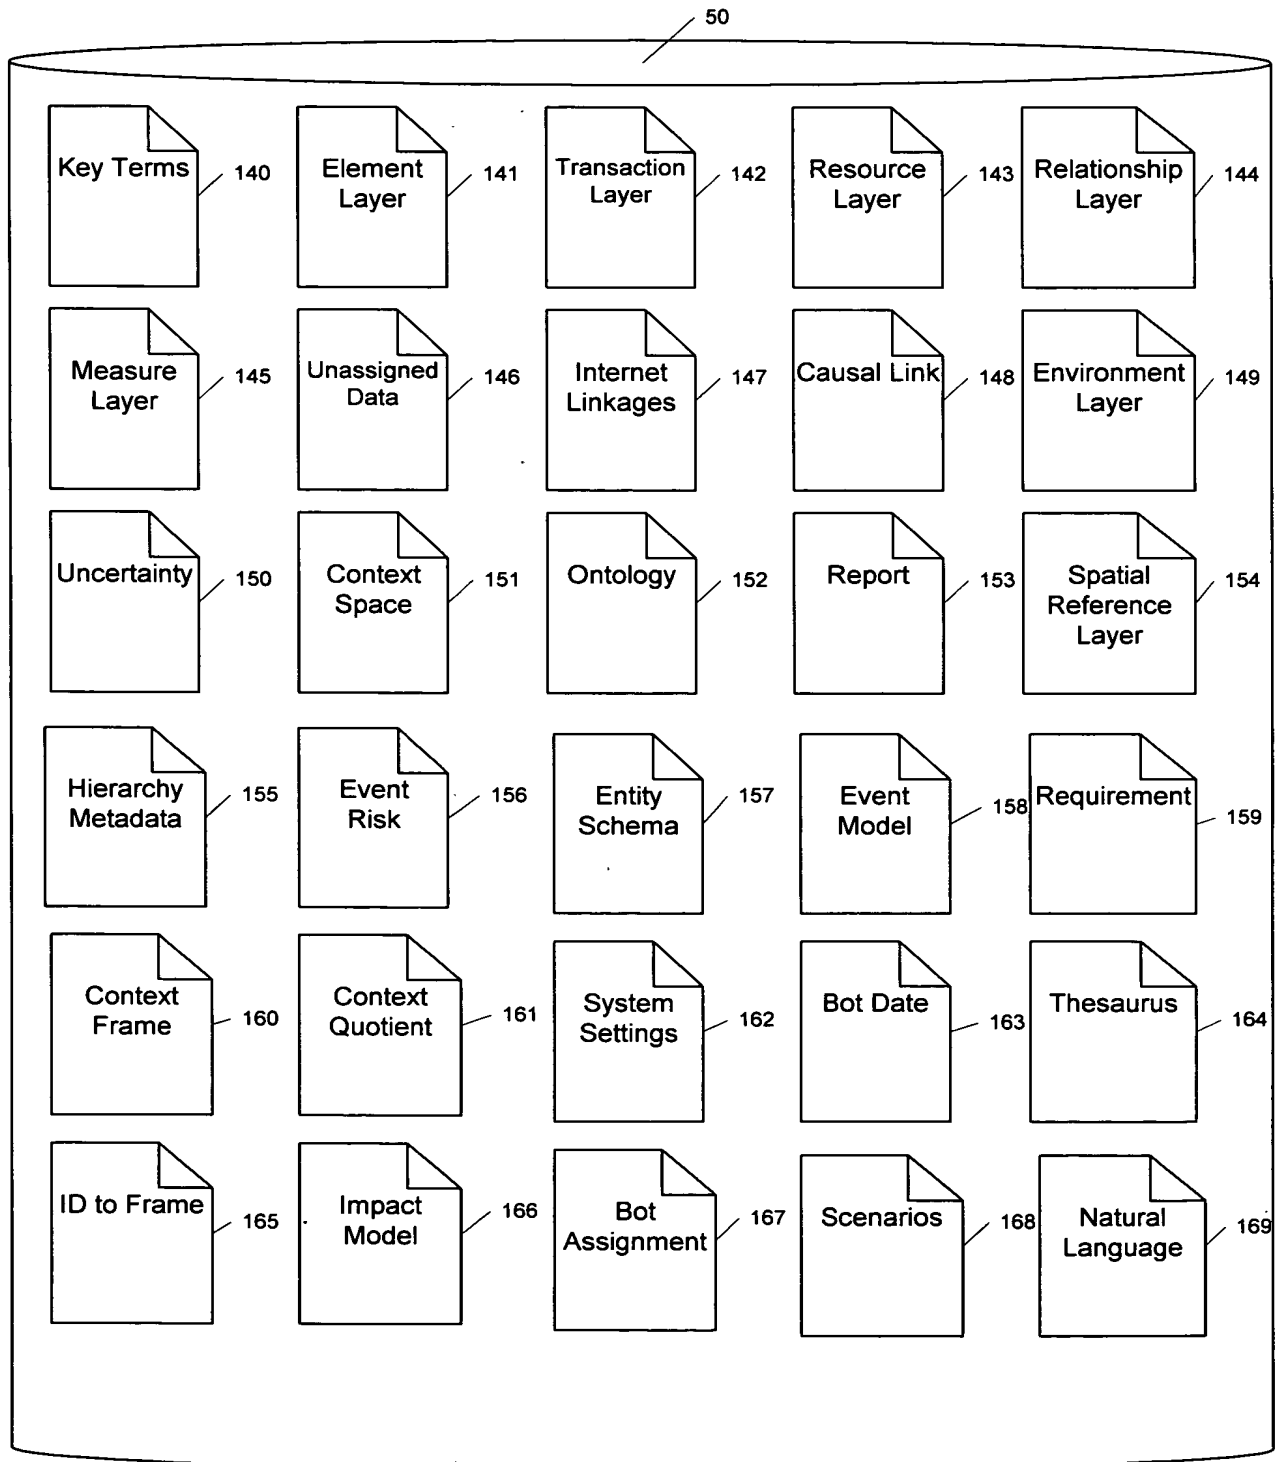 50
Key Terms
140
Element
Layer
141
Transaction
Layer
142
Resource
Layer
143
Relationship
Layer
144
Measure
Layer
145
Unassigned
Data
146
Internet
Linkages
147
Causal Link
148
Environment
Layer
149
Uncertainty
150
Context
Space
151
Ontology
152
Report
153
Spatial
Reference
Layer
154
Hierarchy
Metadata
155
Event
Risk
156
Entity
Schema
157
Event
Model
158
Requirement
159
Context
Frame
160
Context
Quotient
161
System
Settings
162
Bot Date
163
Thesaurus
164
ID to Frame
165
Impact
Model
166
Bot
Assignment
167
Scenarios
168
Natural
Language
169